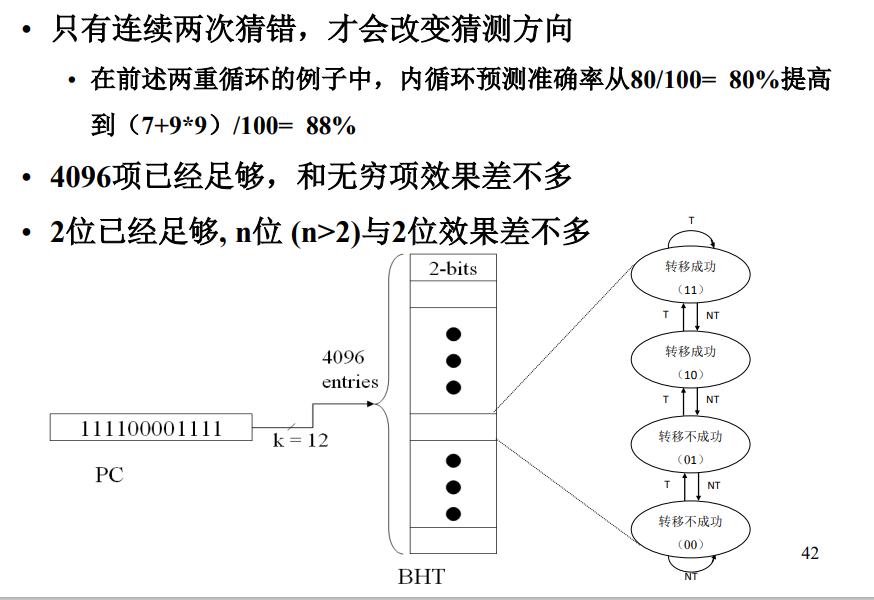 • 只有连续两次猜错，才会改变猜测方向
• 在前述两重循环的例子中，内循环预测准确率从80/100= 80%提高
到（7+9*9）/100= 88%
• 4096项已经足够，和无穷项效果差不多
• 2位已经足够, n位 (n>2)与2位效果差不多
T
2-bits
转移成功
（11）
T
NT
4096
entries
转移成功
（10）
T
NT
111100001111
k = 12
转移不成功
（01）
PC
T
NT
转移不成功
（00）
NT
42
BHT